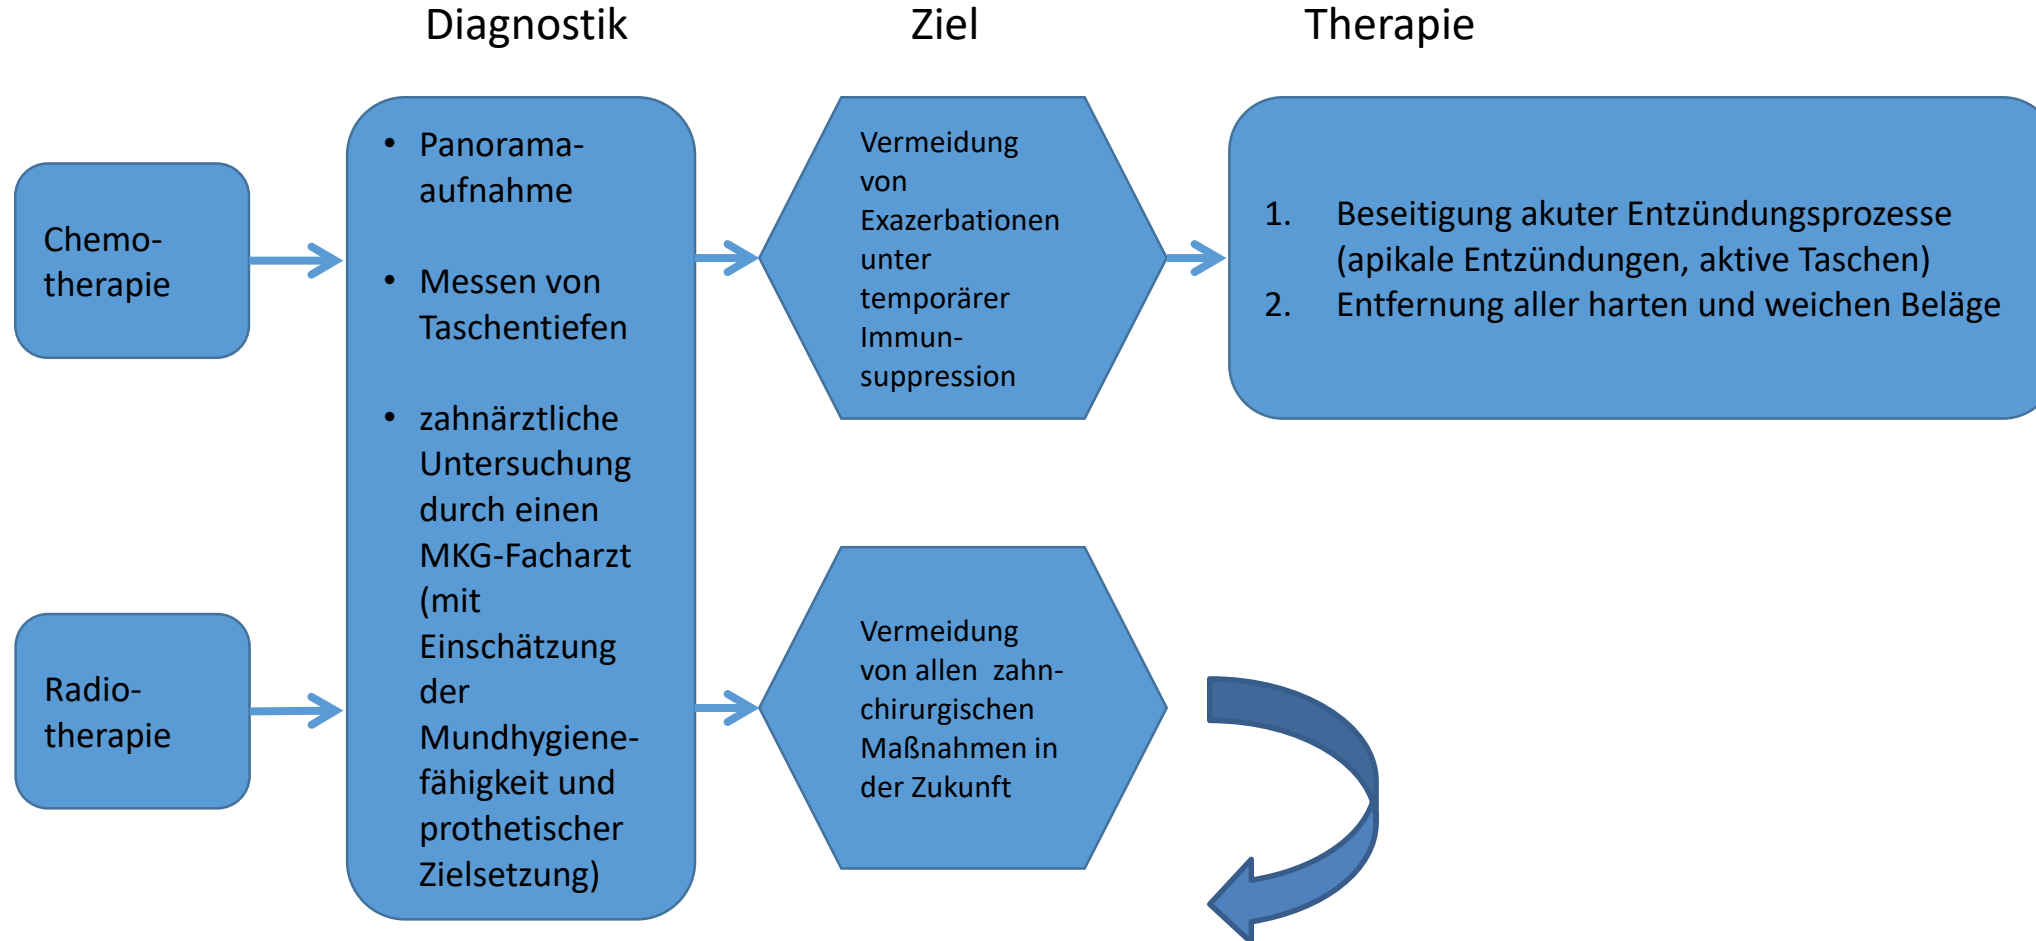 Diagnostik
Ziel
Therapie
Chemo-
therapie
• Panorama-
aufnahme
• Messen von
Taschentiefen
• zahnärztliche
Untersuchung
durch einen
MKG-Facharzt
(mit
Einschätzung
der
Mundhygiene-
fähigkeit und
prothetischer
Zielsetzung)
Vermeidung
von
Exazerbationen
unter
temporärer
Immun-
suppression
1. Beseitigung akuter Entzündungsprozesse
(apikale Entzündungen, aktive Taschen)
2. Entfernung aller harten und weichen Beläge
Radio-
therapie
Vermeidung
von allen zahn-
chirurgischen
Maßnahmen in
der Zukunft